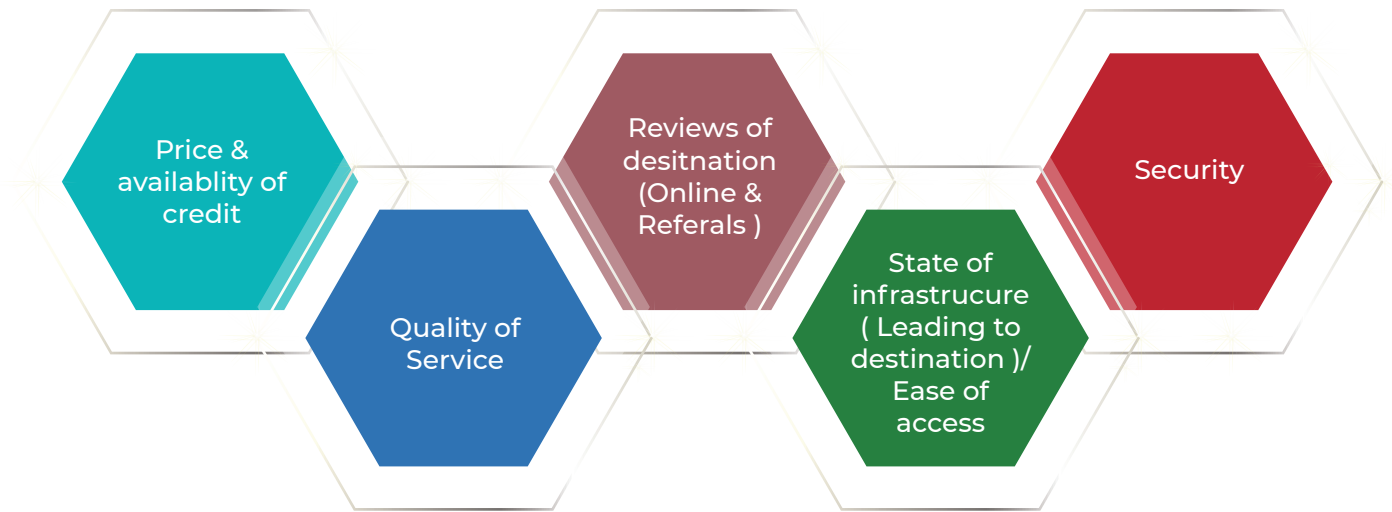 Price &
availablity of
credit
Quality of
Service
Reviews of
desitnation
(Online &
Referals )
State of
infrastrucure
( Leading to
destination )/
Ease of
access
Security